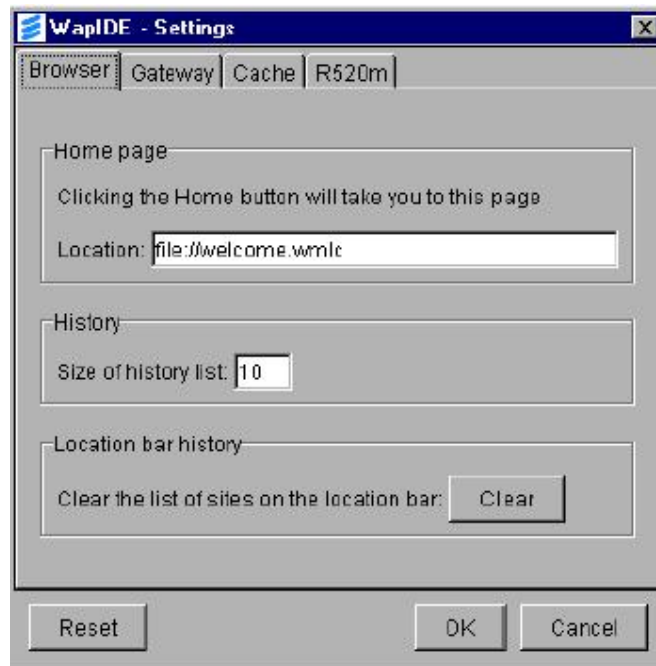 WapIDE - Settings
Browser Gateway Cache R520m
Home page
Clicking the Home button will take you to this page
Location: file://welcome.wmlc
History
Size of history list: 10
Location bar history
Clear the list of sites on the location bar: Clear
Reset OK Cancel